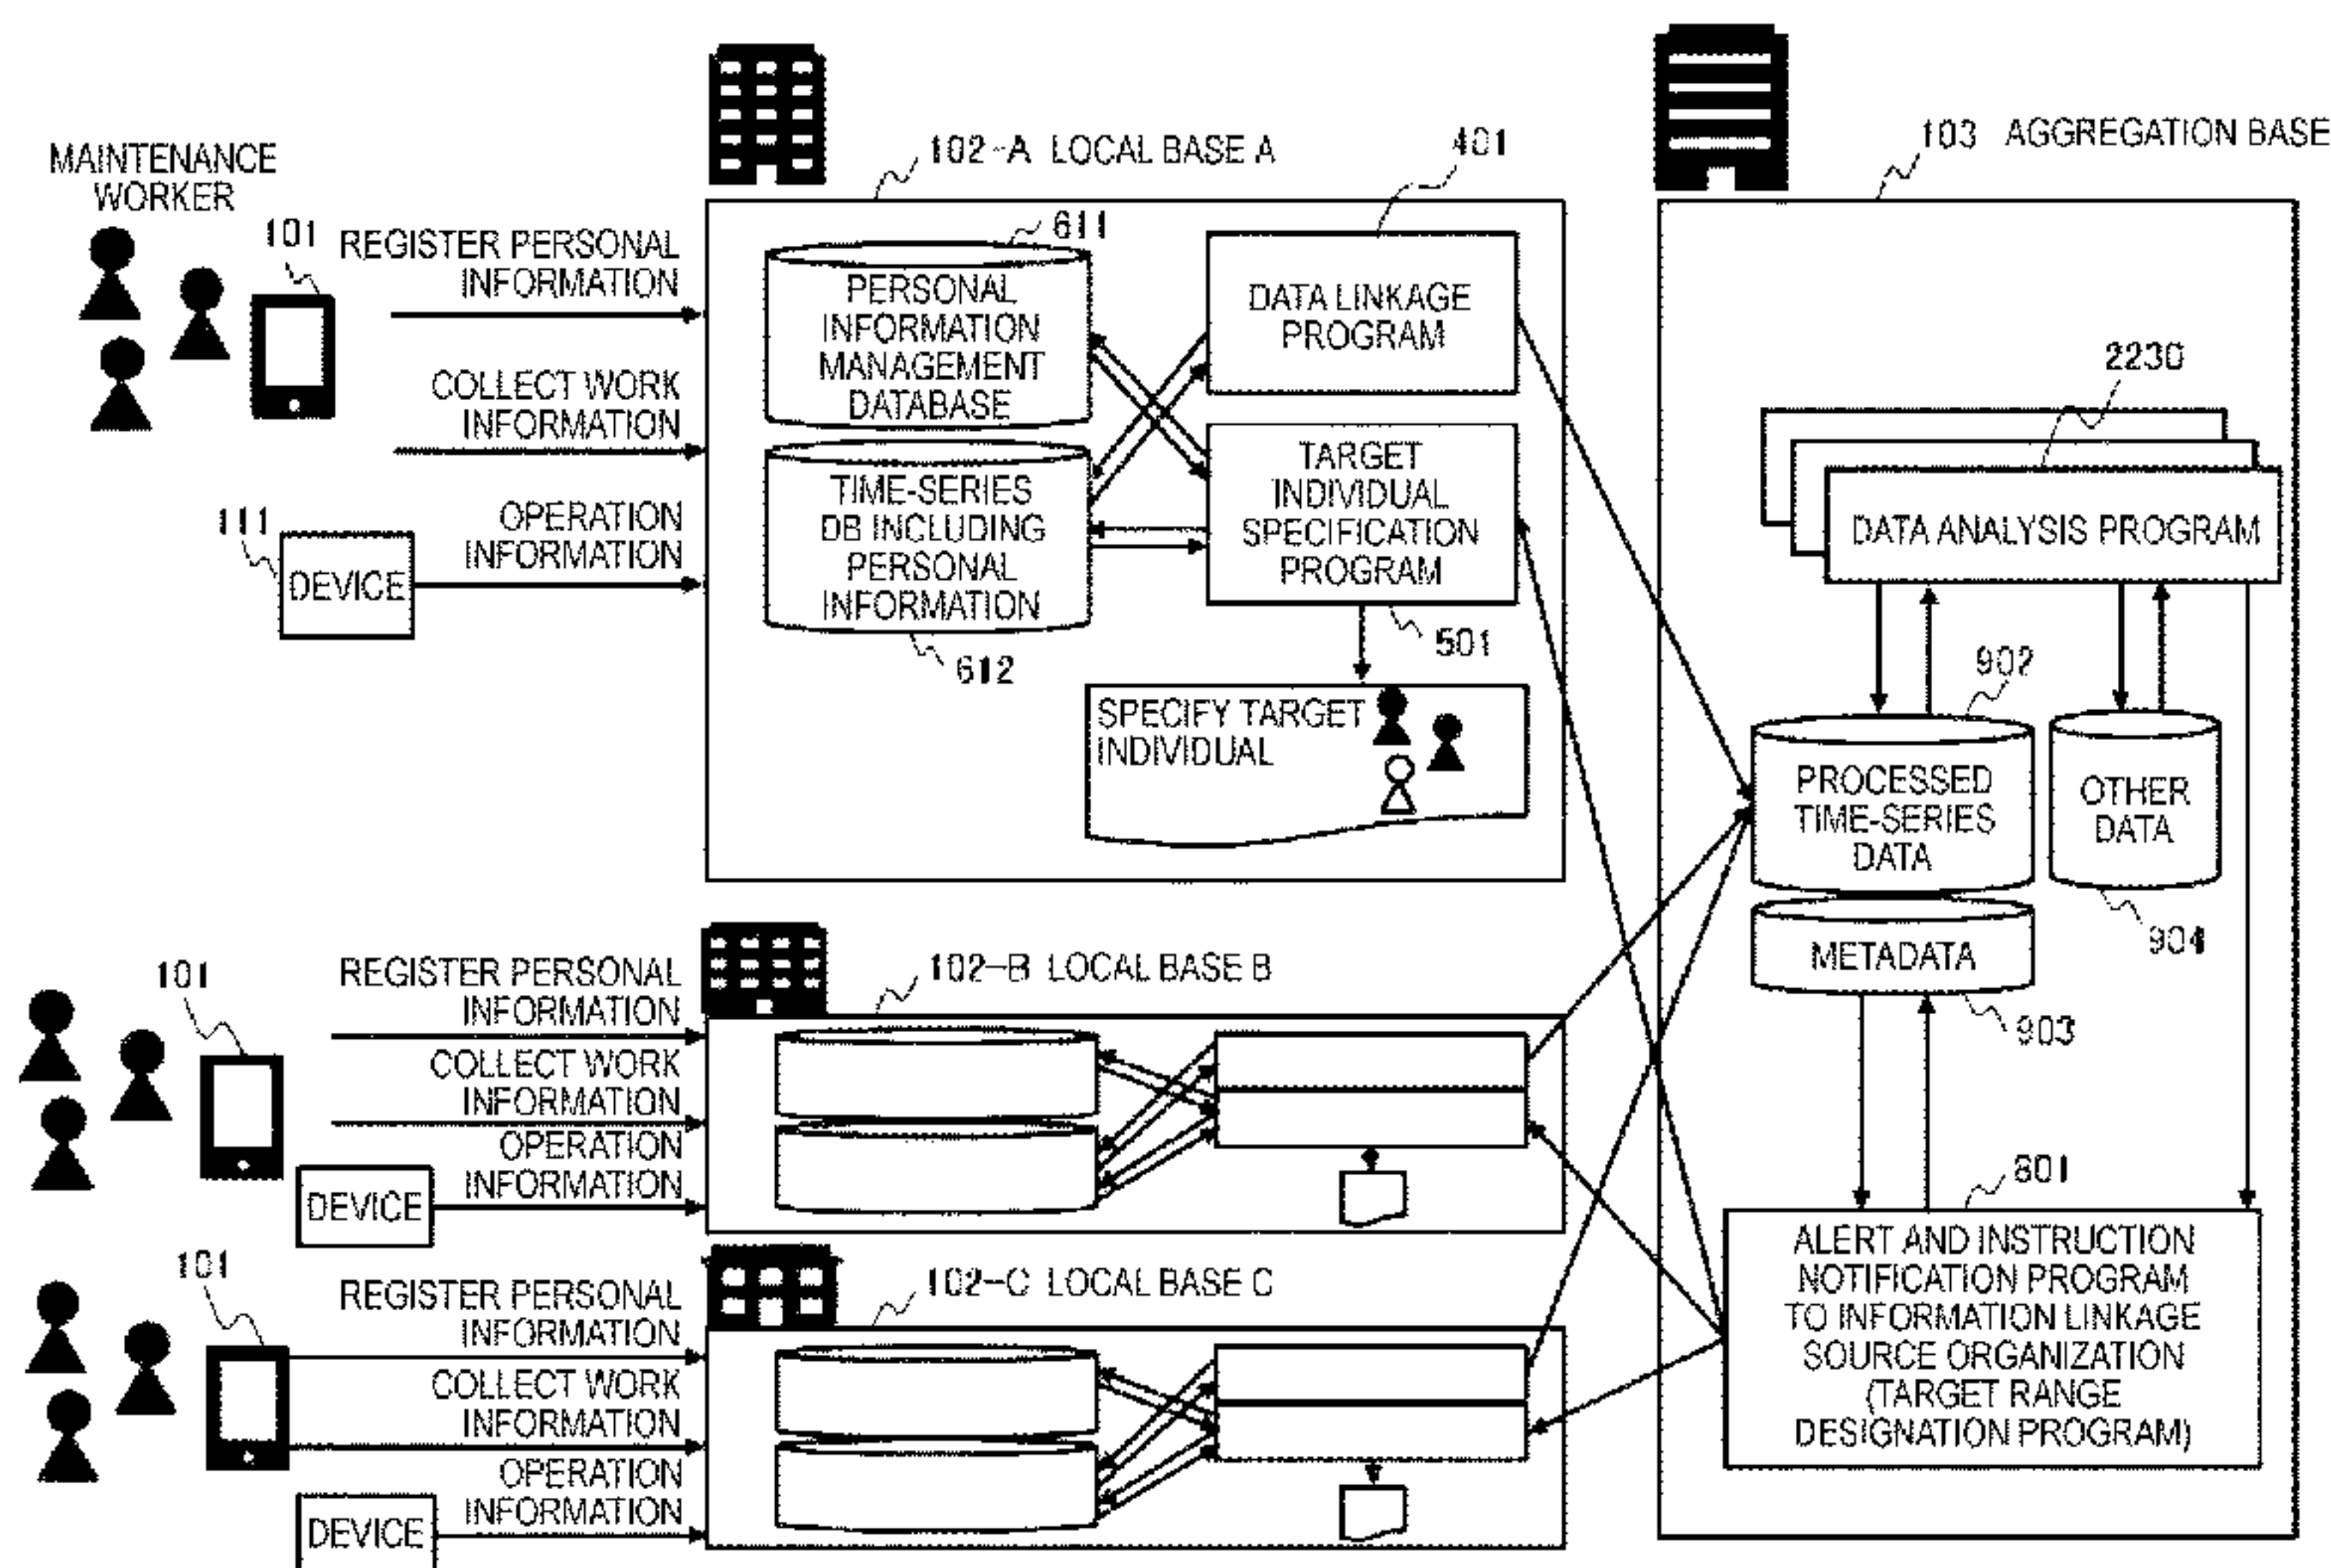 MAINTENANCE
WORKER
101
REGISTER PERSONAL
INFORMATION
COLLECT WORK
INFORMATION
111
DEVICE
OPERATION
INFORMATION
102-A LOCAL BASE A
611
PERSONAL
INFORMATION
MANAGEMENT
DATABASE
TIME-SERIES
DB INCLUDING
PERSONAL
INFORMATION
612
401
DATA LINKAGE
PROGRAM
TARGET
INDIVIDUAL
SPECIFICATION
PROGRAM
501
SPECIFY TARGET
INDIVIDUAL
103 AGGREGATION BASE
2230
DATA ANALYSIS PROGRAM
902
PROCESSED
TIME-SERIES
DATA
OTHER
DATA
904
METADATA
903
801
ALERT AND INSTRUCTION
NOTIFICATION PROGRAM
TO INFORMATION LINKAGE
SOURCE ORGANIZATION
(TARGET RANGE
DESIGNATION PROGRAM)
101
REGISTER PERSONAL
INFORMATION
COLLECT WORK
INFORMATION
OPERATION
INFORMATION
DEVICE
102-B LOCAL BASE B
101
REGISTER PERSONAL
INFORMATION
COLLECT WORK
INFORMATION
OPERATION
INFORMATION
DEVICE
102-C LOCAL BASE C